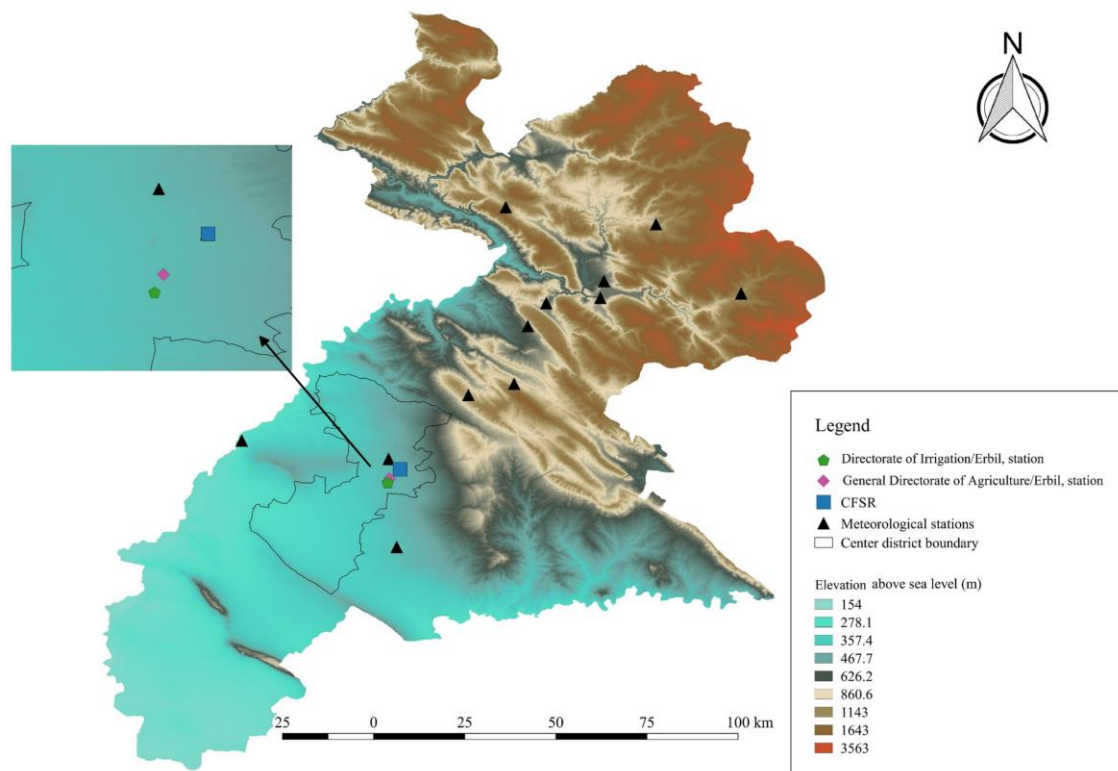 N
Legend
Directorate of Irrigation/Erbil, station
General Directorate of Agriculture/Erbil, station
CFSR
Meteorological stations
Center district boundary
Elevation above sea level (m)
154
278.1
357.4
467.7
626.2
860.6
1143
1643
3563
25 0 25 50 75 100 km